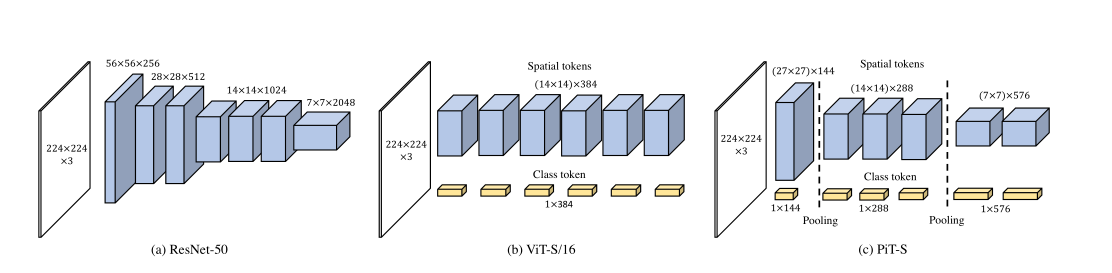 224×224
×3
56×56×256
28×28×512
14×14×1024
7×7×2048
(a) ResNet-50
224×224
×3
Spatial tokens
(14×14)×384
Class token
1×384
(b) ViT-S/16
224×224
×3
(27×27)×144
Spatial tokens
(14×14)×288
(7×7)×576
Class token
1×144
1×288
1×576
Pooling
Pooling
(c) PiT-S